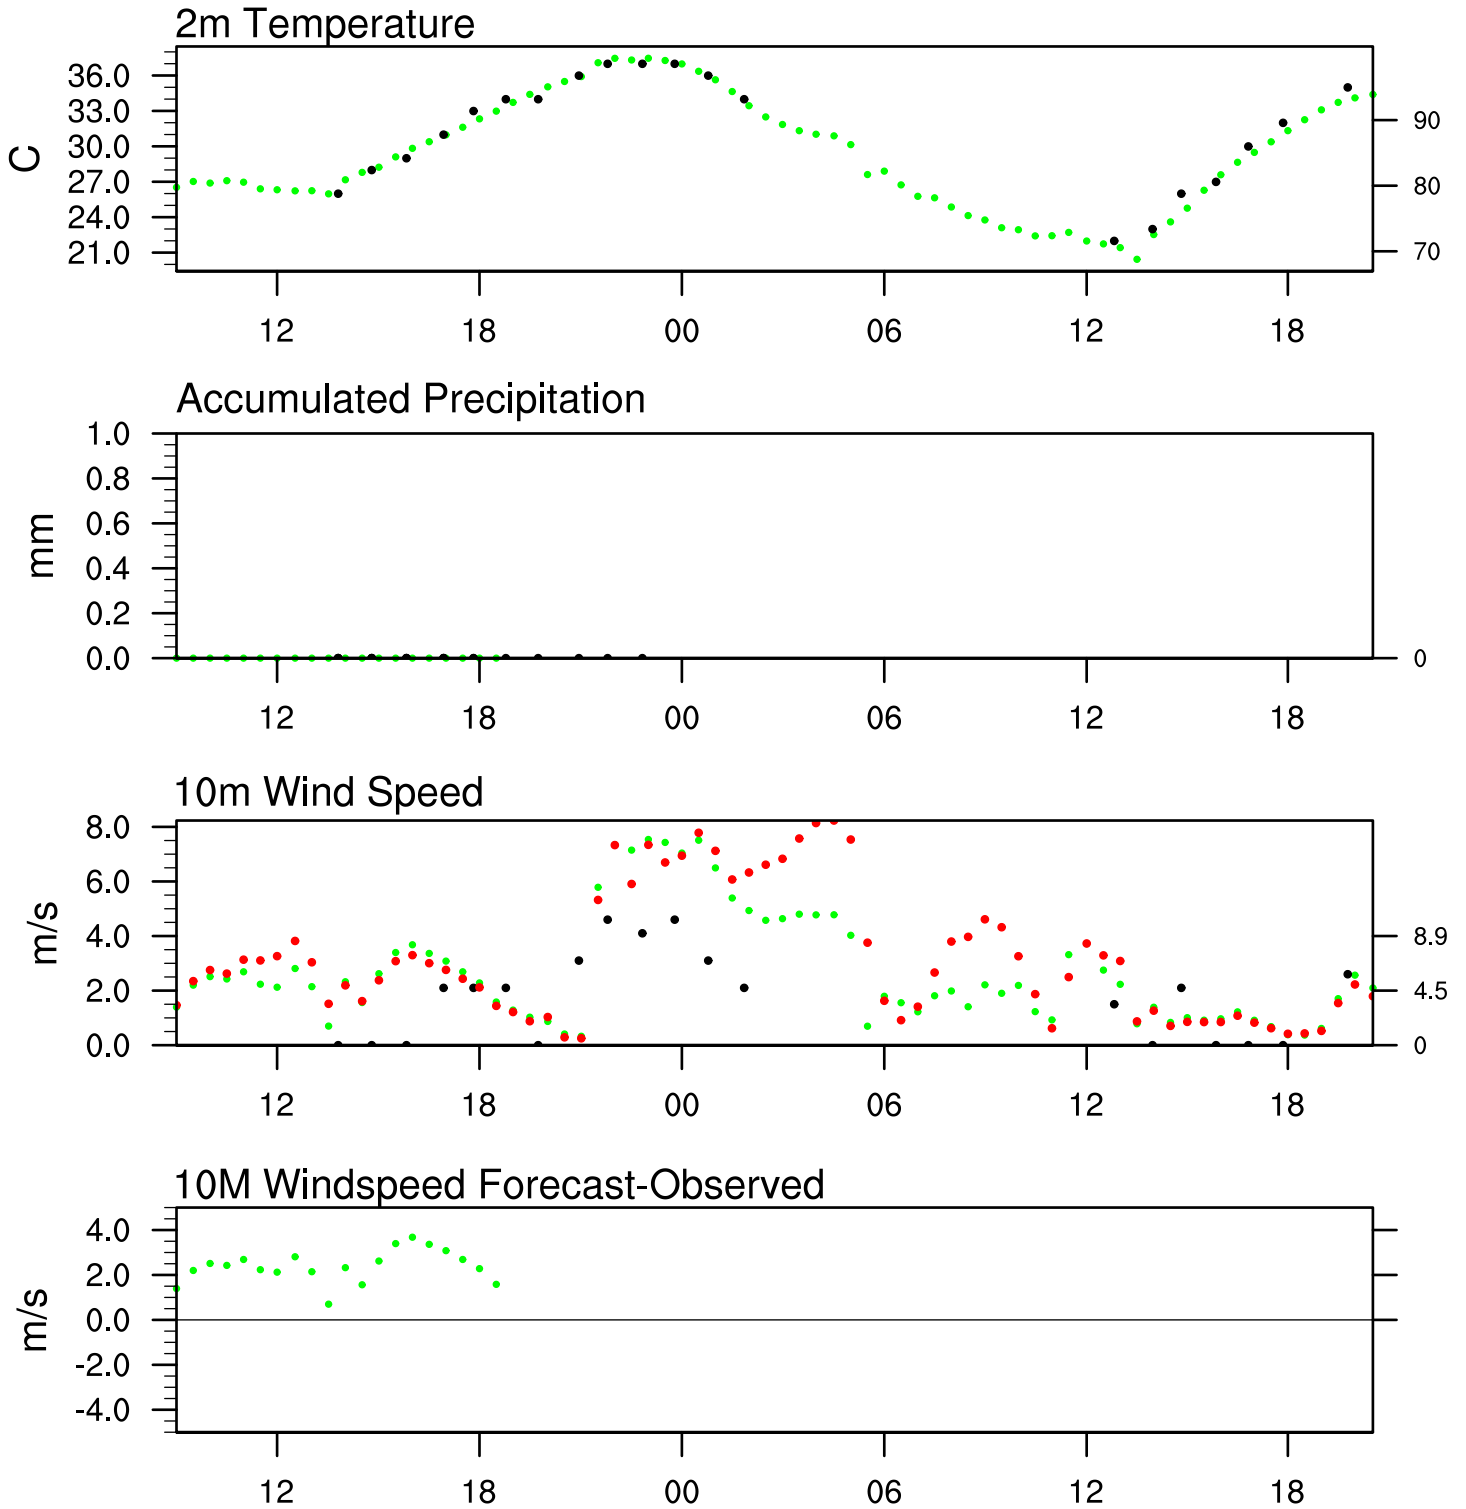 2m Temperature
36.0
33.0
30.0
27.0
24.0
21.0
C
90
80
70
12 18 00 06 12 18
Accumulated Precipitation
1.0
0.8
0.6
0.4
0.2
0.0
mm
0
12 18 00 06 12 18
10m Wind Speed
8.0
6.0
4.0
2.0
0.0
m/s
8.9
4.5
0
12 18 00 06 12 18
10M Windspeed Forecast-Observed
4.0
2.0
0.0
-2.0
-4.0
m/s
12 18 00 06 12 18